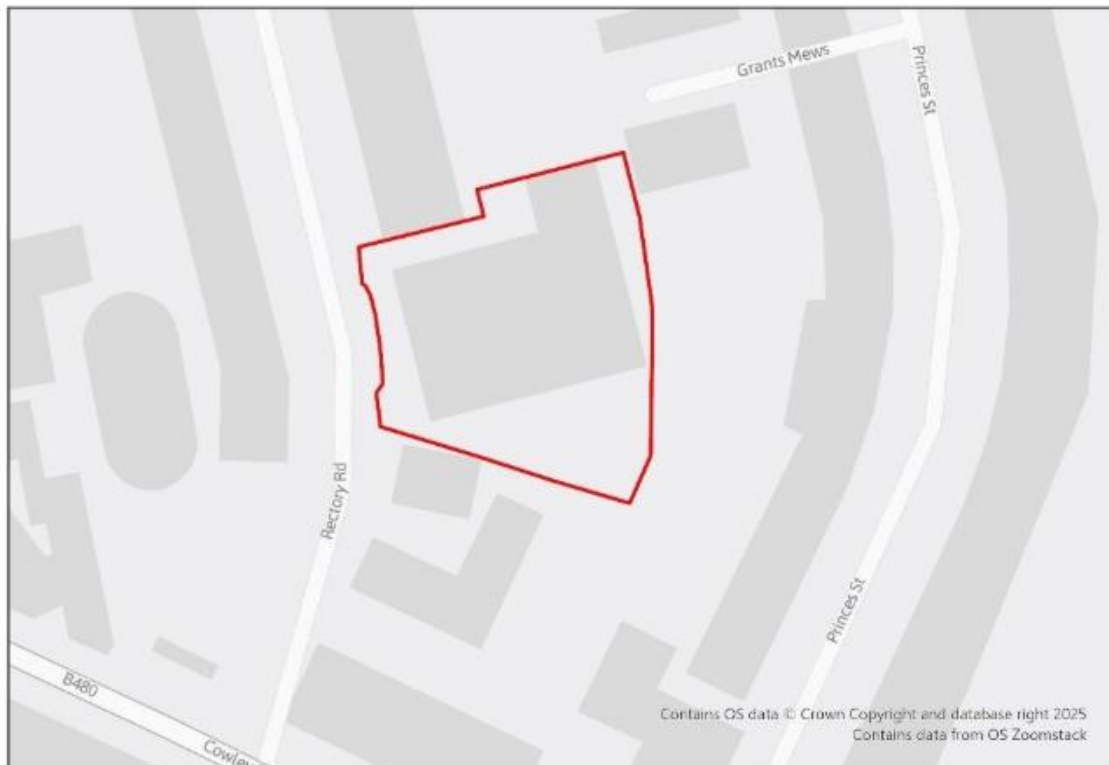 Grants Mews
Princes St
Rectory Rd
Princes St
B480
Cowley
Contains OS data © Crown Copyright and database right 2025
Contains data from OS Zoomstack